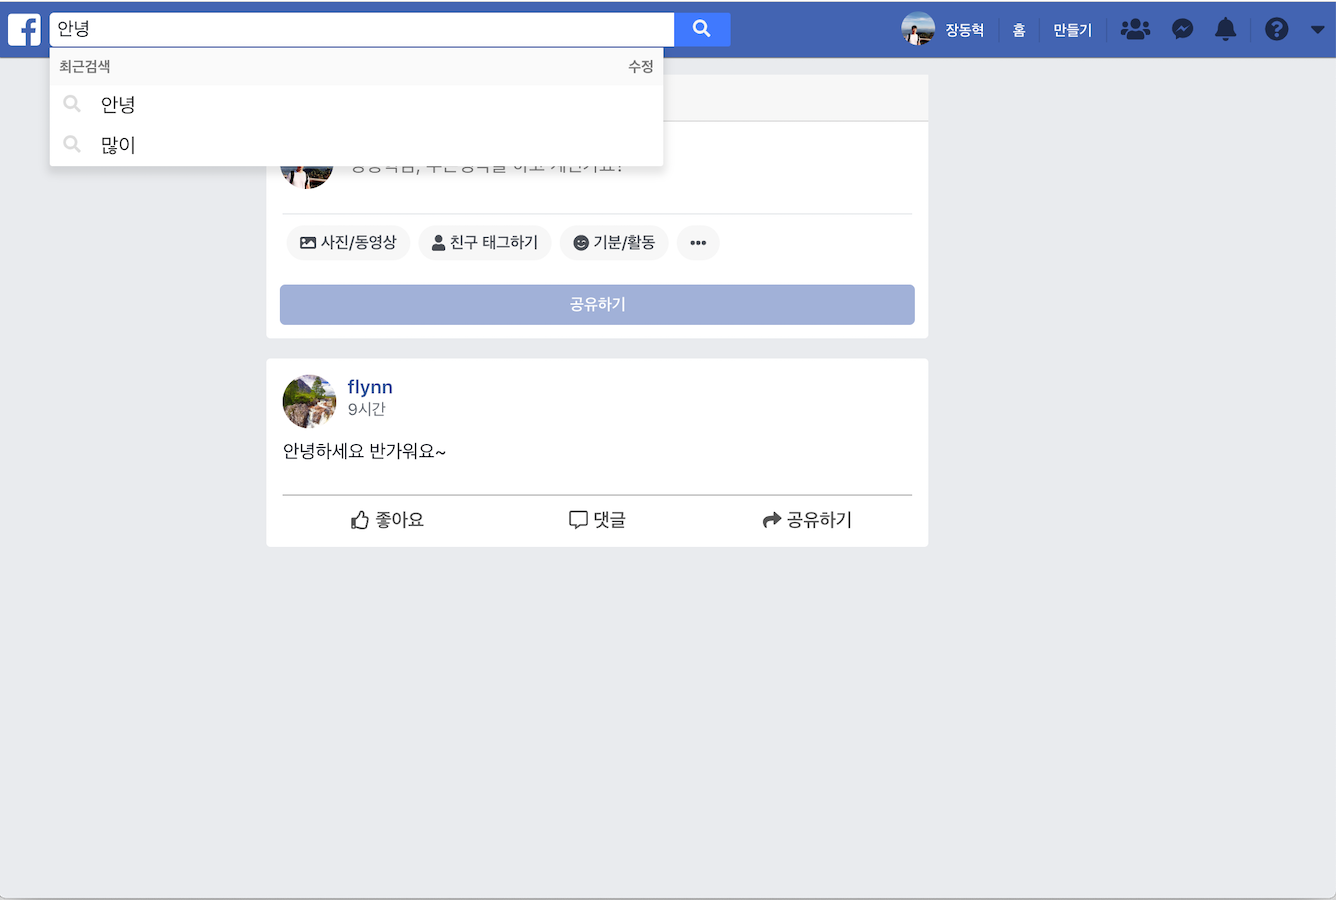 안녕
장동혁 홈 만들기
최근검색 수정
안녕
많이
사진/동영상 친구 태그하기 기분/활동
공유하기
flynn
9시간
안녕하세요 반가워요~
좋아요 댓글 공유하기